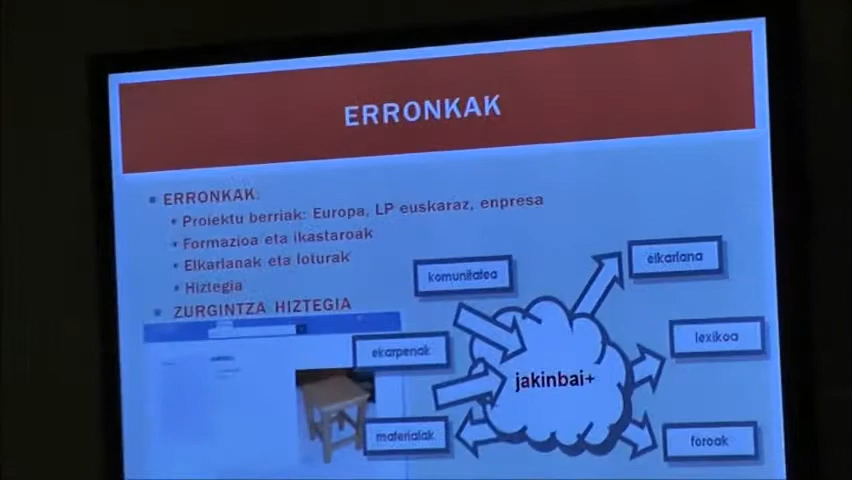 ERRONKAK
▪ ERRONKAK:
• Proiektu berriak: Europa, LP euskaraz, enpresa
• Formazioa eta ikastaroak
• Elkarlanak eta loturak
• Hiztegia
▪ ZURGINTZA HIZTEGIA
komunitatea
elkarlana
ekarpenak
lexikoa
jakinbai+
materialak
foroak